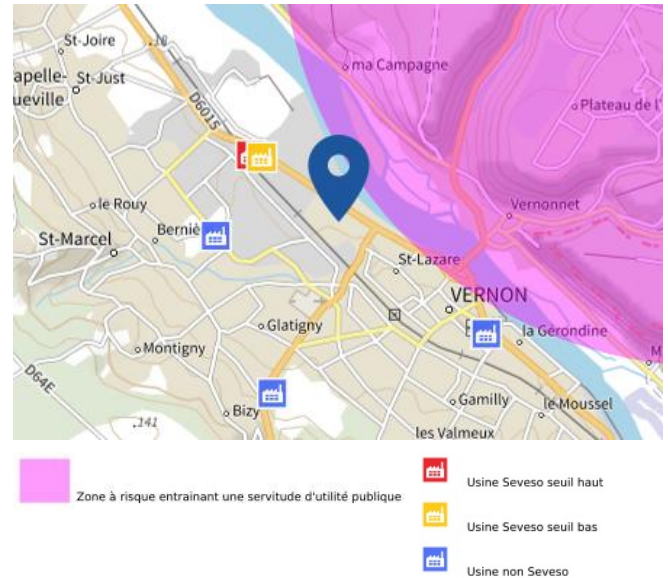 St-Joire
.18
ma Campagne
apelle-
ueville
St-Just
D6015
Plateau de l'
le Rouy
Vernonnet
St-Marcel
Berniè
St-Lazare
VERNON
Glatigny
la Gerondine
Montigny
D64E
Bizy
Gamilly
le Moussel
.141
les Valmeux
Zone à risque entrainant une servitude d'utilité publique
Usine Seveso seuil haut
Usine Seveso seuil bas
Usine non Seveso